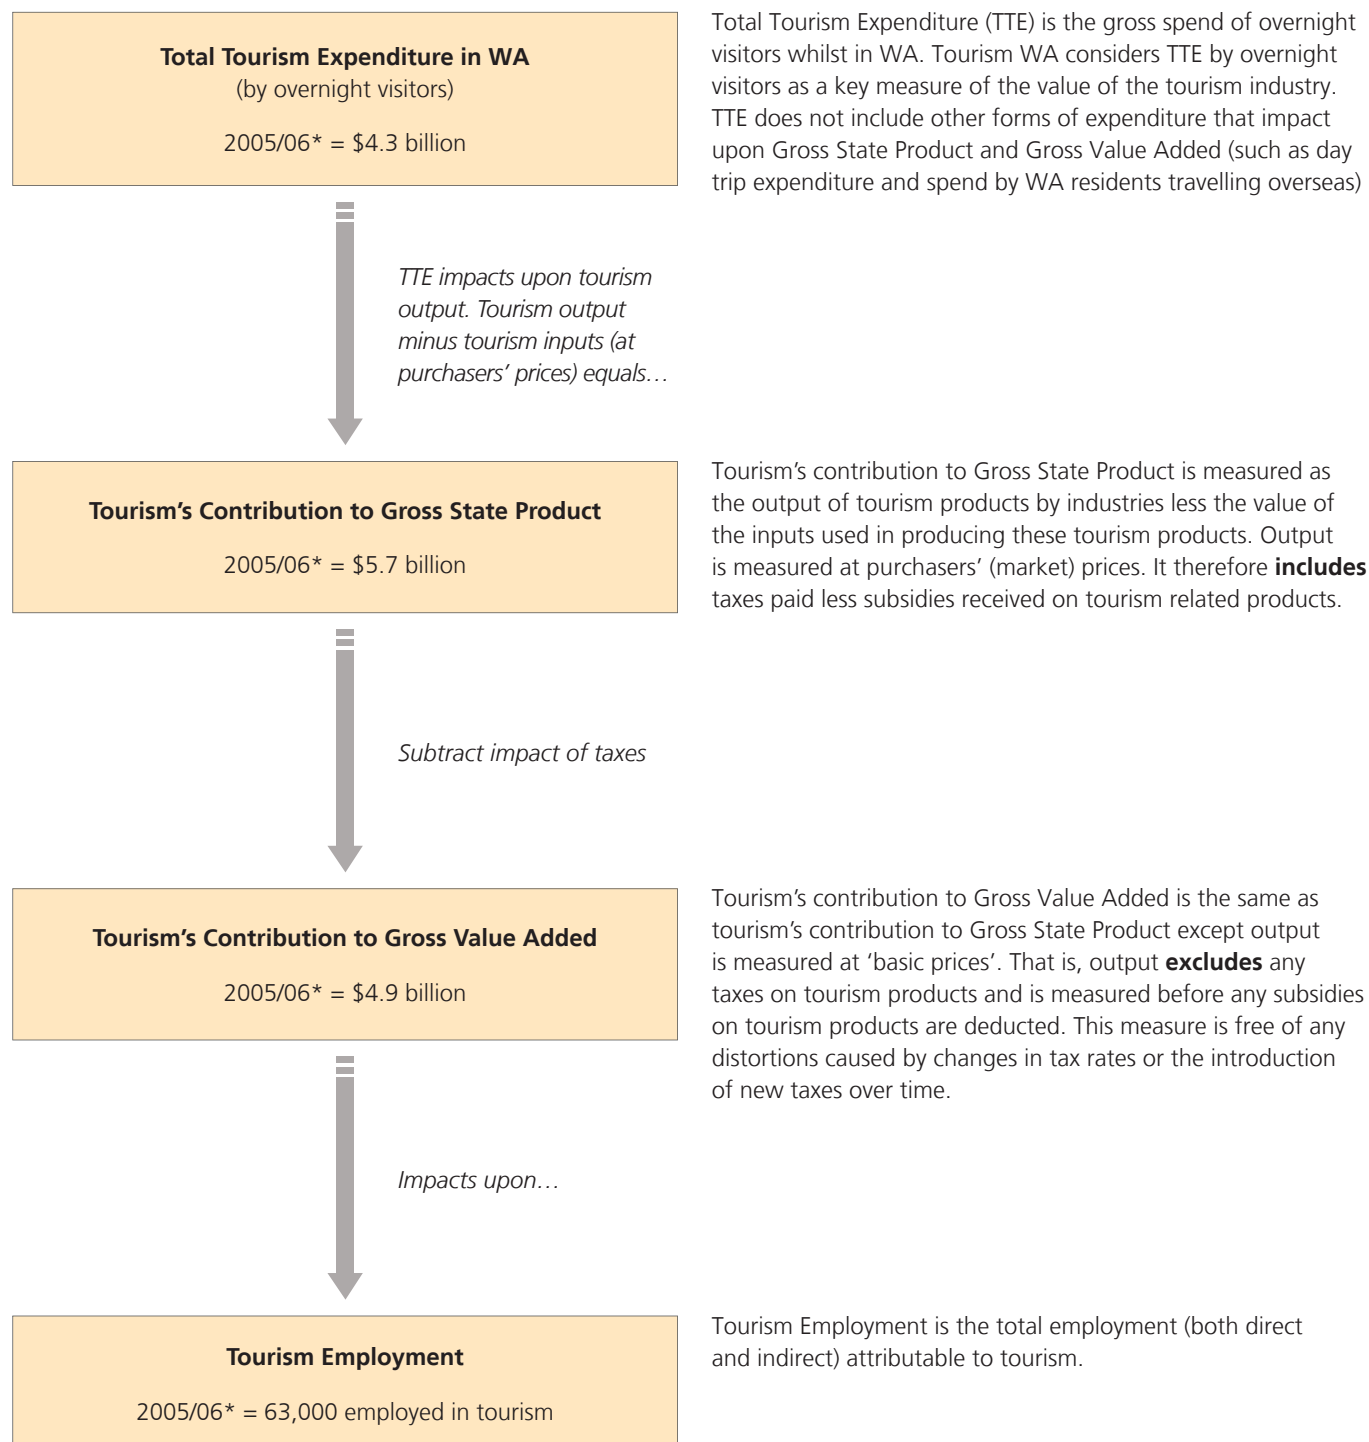 Total Tourism Expenditure in WA
(by overnight visitors)
2005/06* = $4.3 billion
Total Tourism Expenditure (TTE) is the gross spend of overnight
visitors whilst in WA. Tourism WA considers TTE by overnight
visitors as a key measure of the value of the tourism industry.
TTE does not include other forms of expenditure that impact
upon Gross State Product and Gross Value Added (such as day
trip expenditure and spend by WA residents travelling overseas)
TTE impacts upon tourism
output. Tourism output
minus tourism inputs (at
purchasers’ prices) equals…
Tourism’s Contribution to Gross State Product
2005/06* = $5.7 billion
Tourism’s contribution to Gross State Product is measured as
the output of tourism products by industries less the value of
the inputs used in producing these tourism products. Output
is measured at purchasers’ (market) prices. It therefore includes
taxes paid less subsidies received on tourism related products.
Subtract impact of taxes
Tourism’s Contribution to Gross Value Added
2005/06* = $4.9 billion
Tourism’s contribution to Gross Value Added is the same as
tourism’s contribution to Gross State Product except output
is measured at ‘basic prices’. That is, output excludes any
taxes on tourism products and is measured before any subsidies
on tourism products are deducted. This measure is free of any
distortions caused by changes in tax rates or the introduction
of new taxes over time.
Impacts upon…
Tourism Employment
2005/06* = 63,000 employed in tourism
Tourism Employment is the total employment (both direct
and indirect) attributable to tourism.